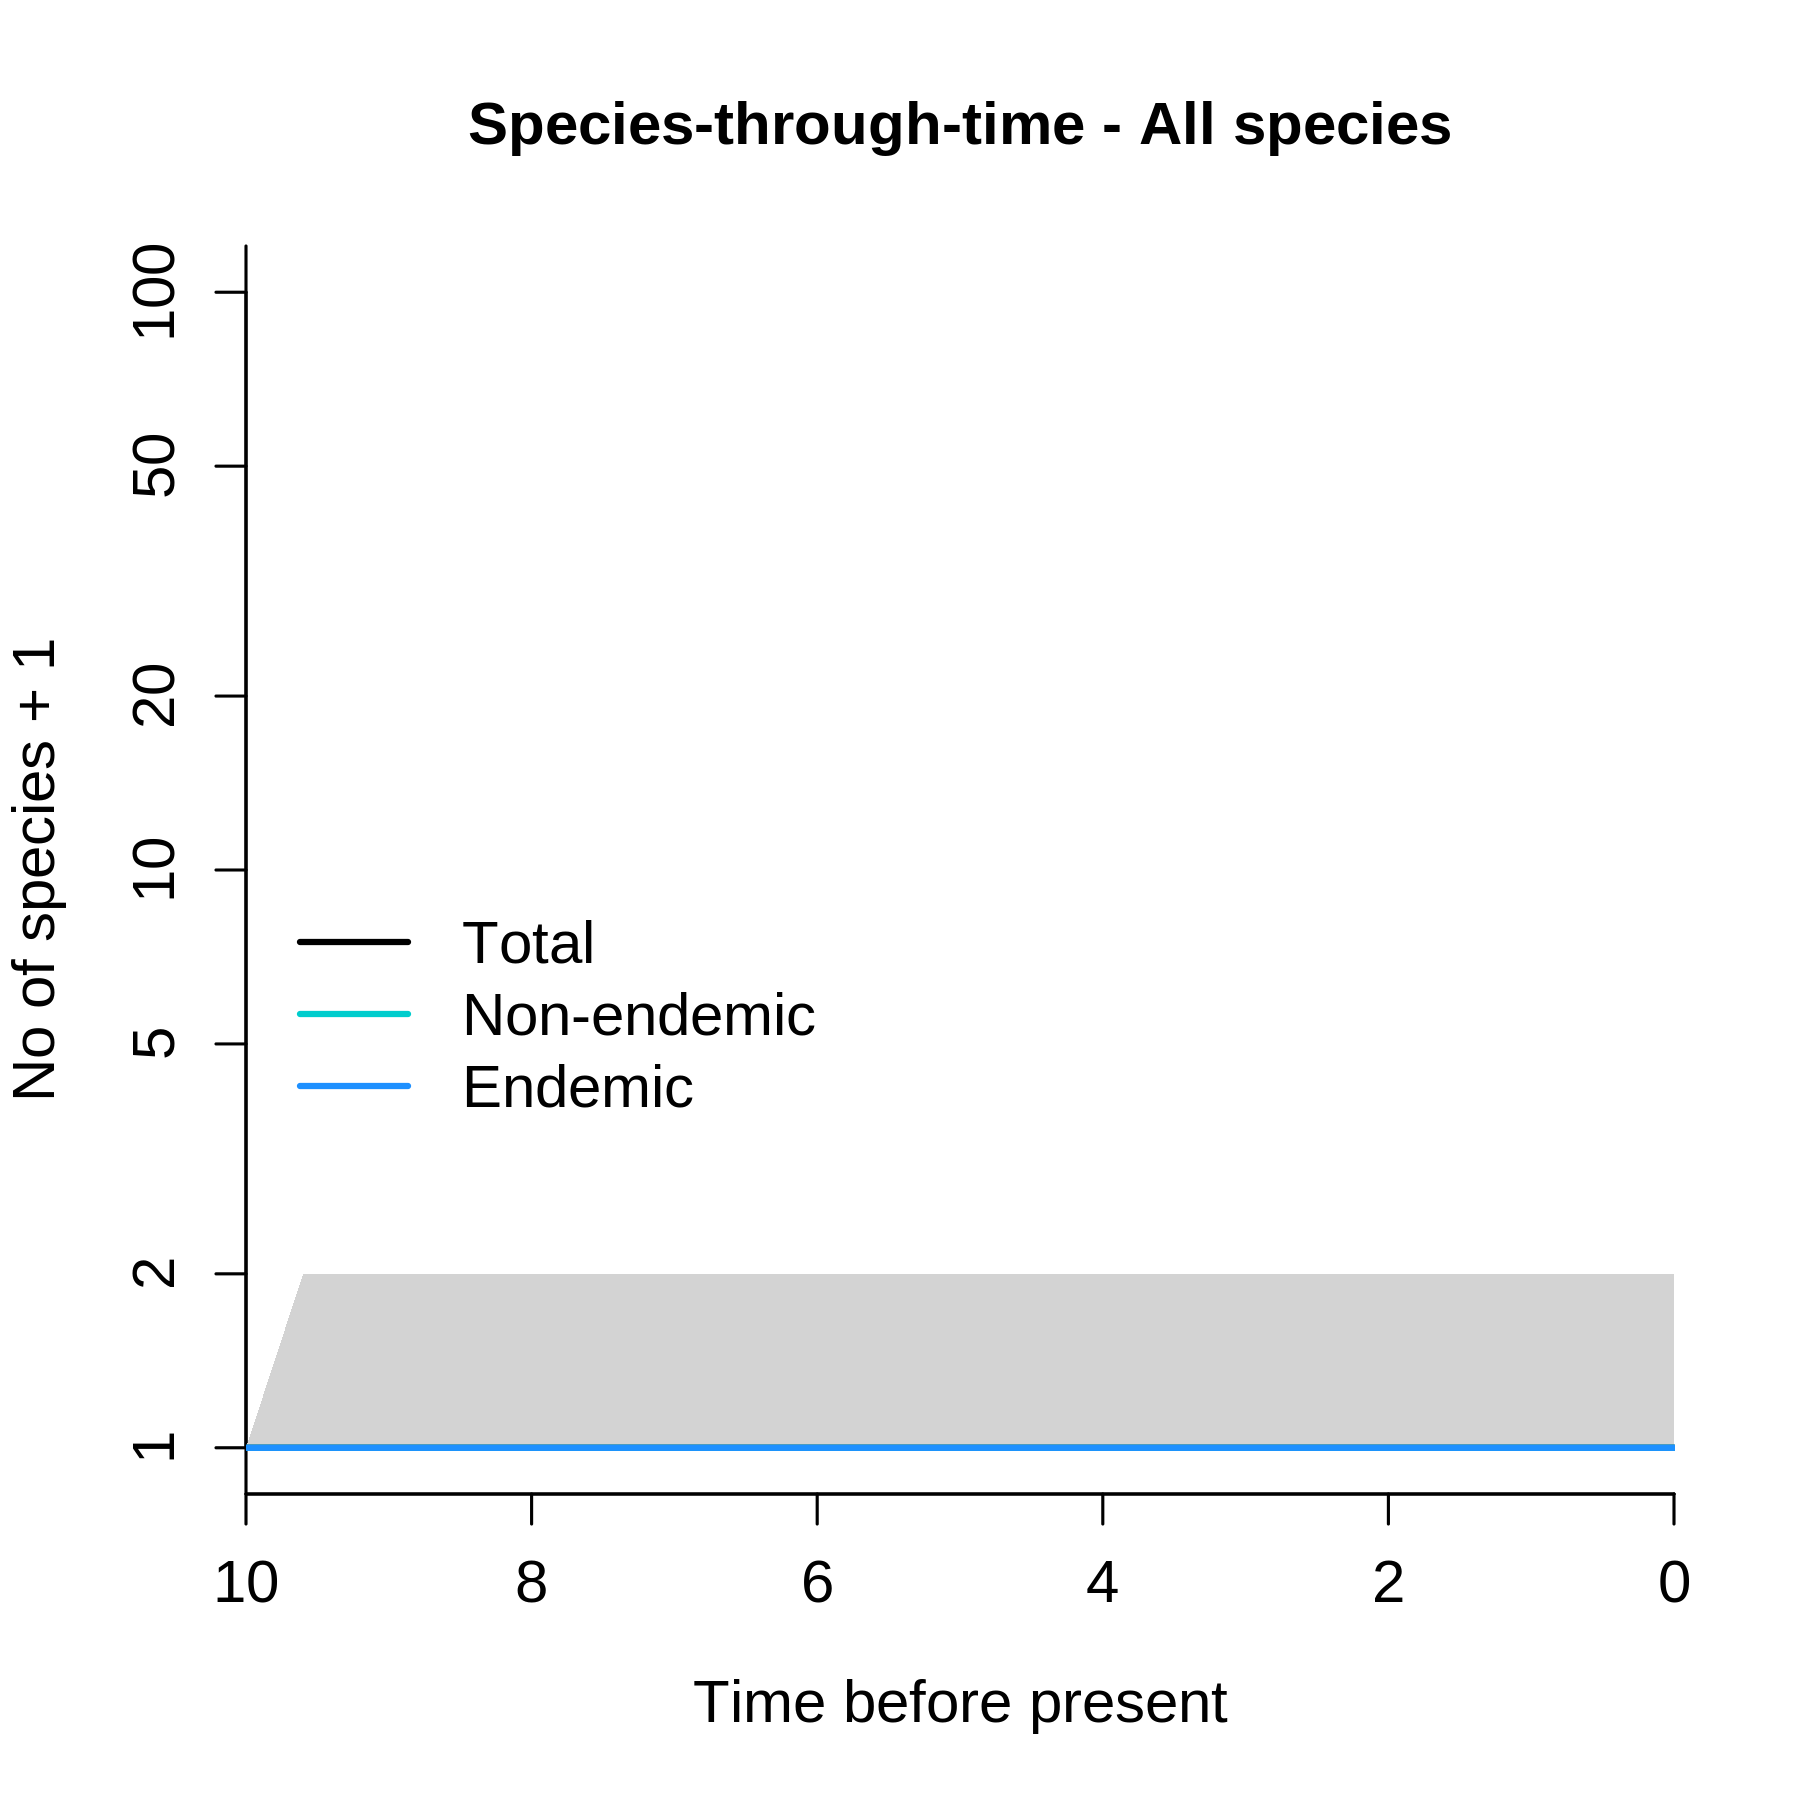 Species-through-time - All species
No of species + 1
100
50
20
10
5
2
1
Total
Non-endemic
Endemic
10 8 6 4 2 0
Time before present